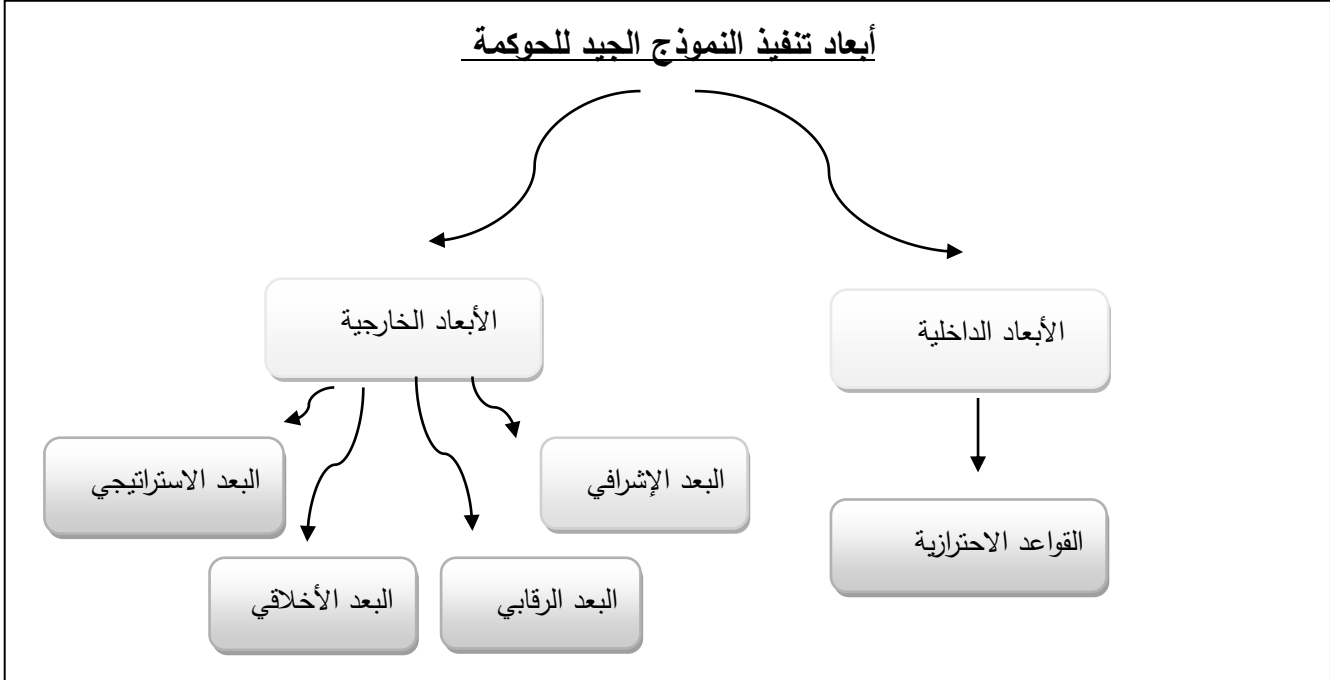 أبعاد تنفيذ النموذج الجيد للحوكمة
الأبعاد الداخلية
الأبعاد الخارجية
القواعد الاحترازية
البعد الإشرافي
البعد الرقابي
البعد الأخلاقي
البعد الاستراتيجي